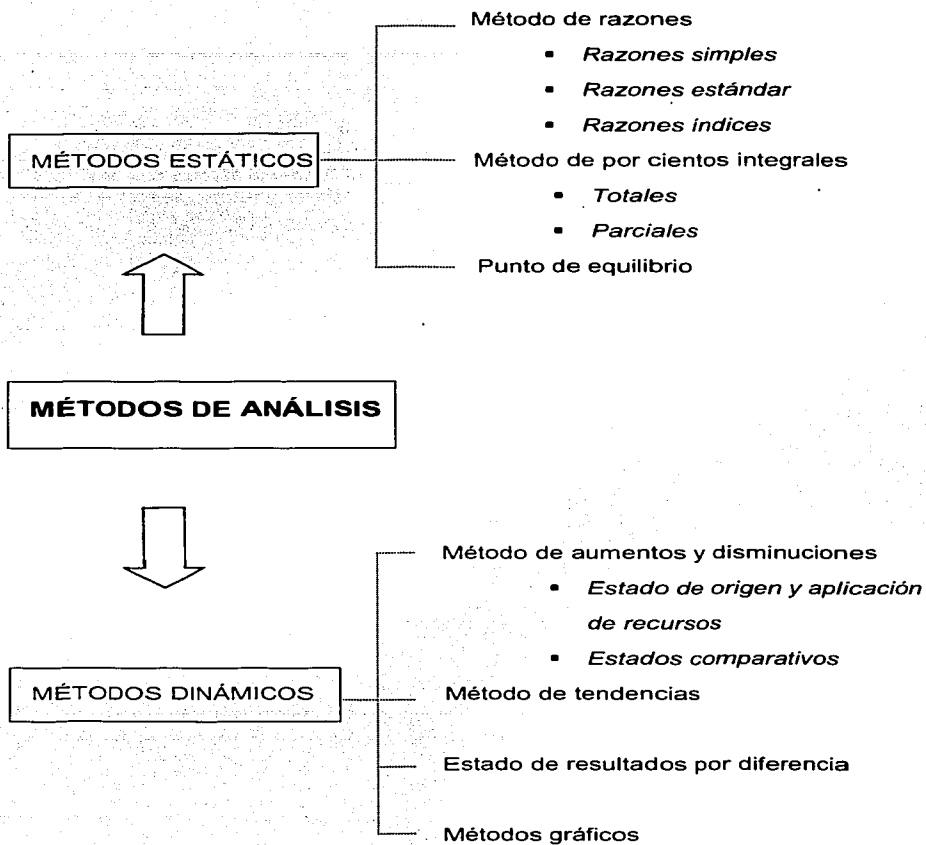 Método de razones
▪ Razones simples
▪ Razones estándar
▪ Razones índices
MÉTODOS ESTÁTICOS
Método de por cientos integrales
▪ Totales
▪ Parciales
Punto de equilibrio
MÉTODOS DE ANÁLISIS
Método de aumentos y disminuciones
▪ Estado de origen y aplicación
de recursos
▪ Estados comparativos
MÉTODOS DINÁMICOS
Método de tendencias
Estado de resultados por diferencia
Métodos gráficos